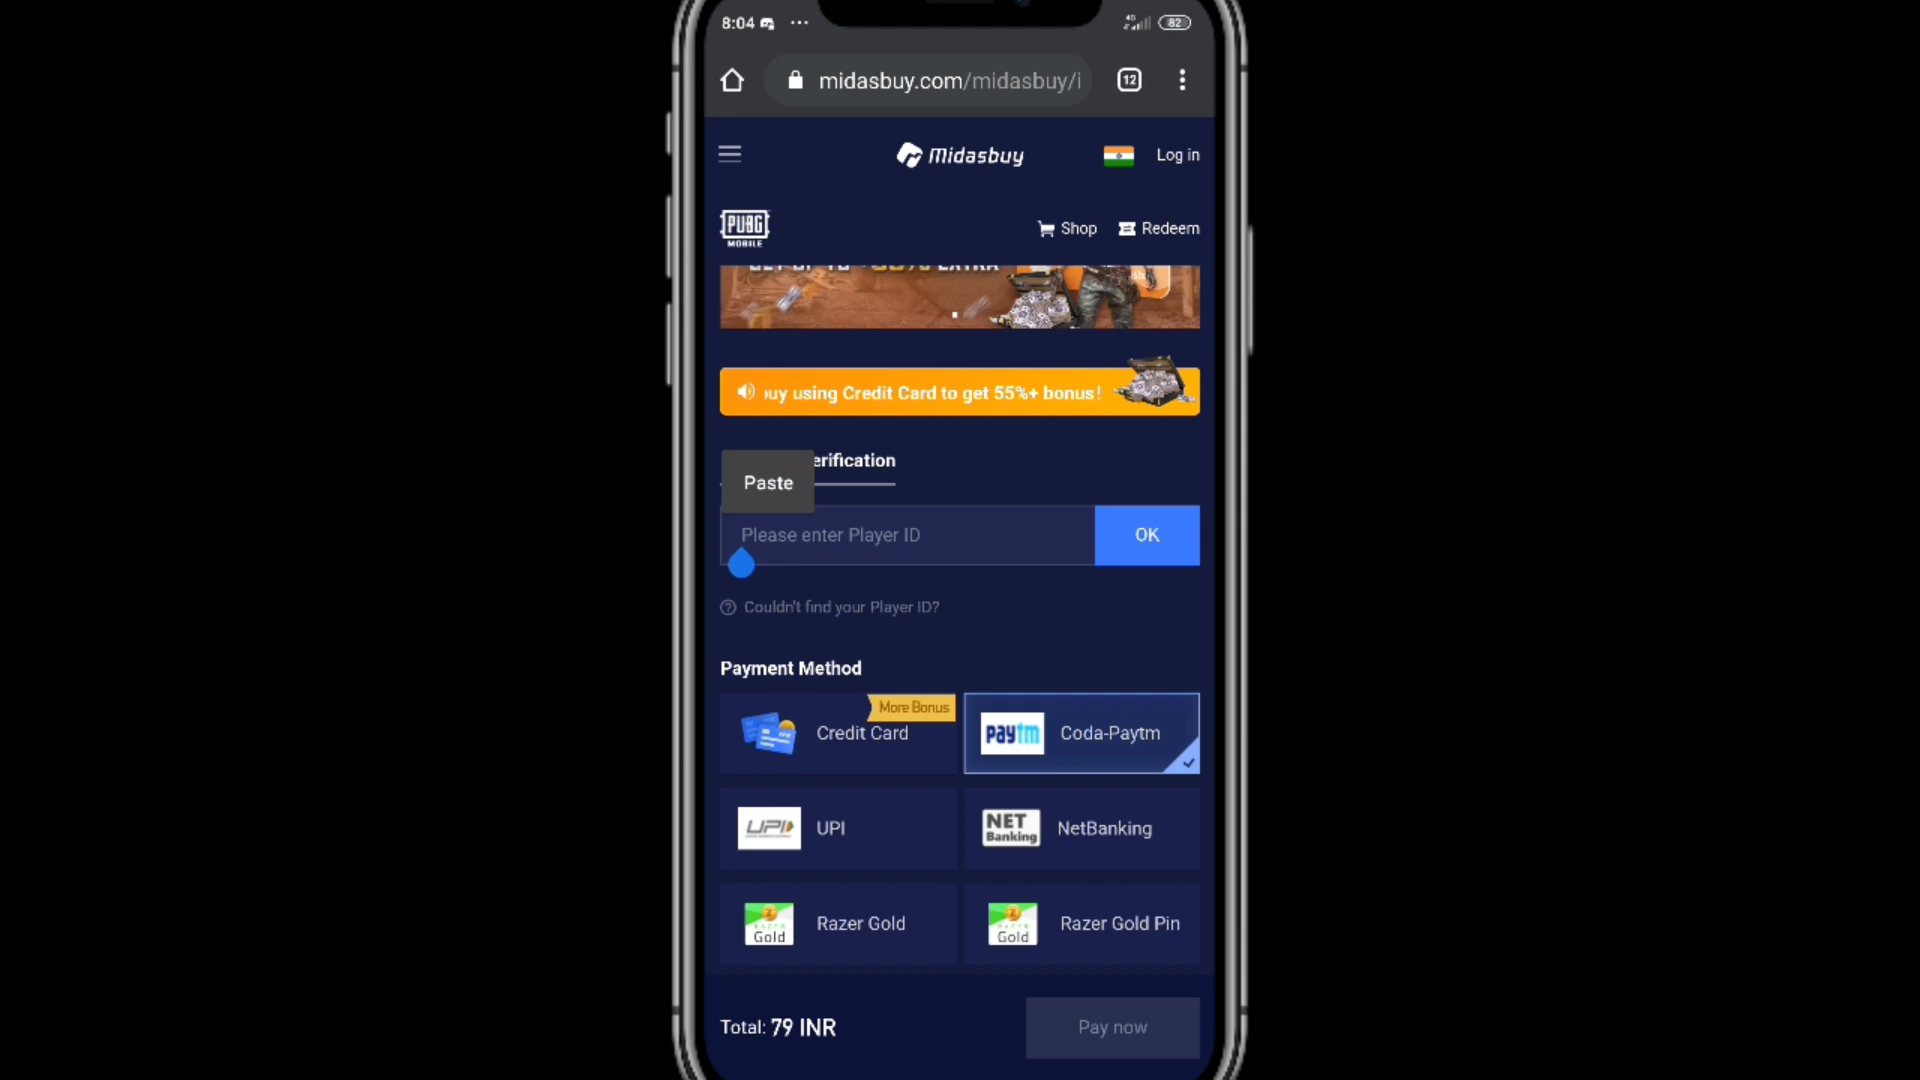 8:04
4G
82
midasbuy.com/midasbuy/i
12
Midasbuy
Log in
PUBG
MOBILE
Shop
Redeem
EXTRA
uy using Credit Card to get 55%+ bonus!
erification
Paste
Please enter Player ID
OK
Couldn't find your Player ID?
Payment Method
More Bonus
Credit Card
paytm
Coda-Paytm
UPI
UPI
NET
Banking
NetBanking
Gold
Razer Gold
Gold
Razer Gold Pin
Total: 79 INR
Pay now